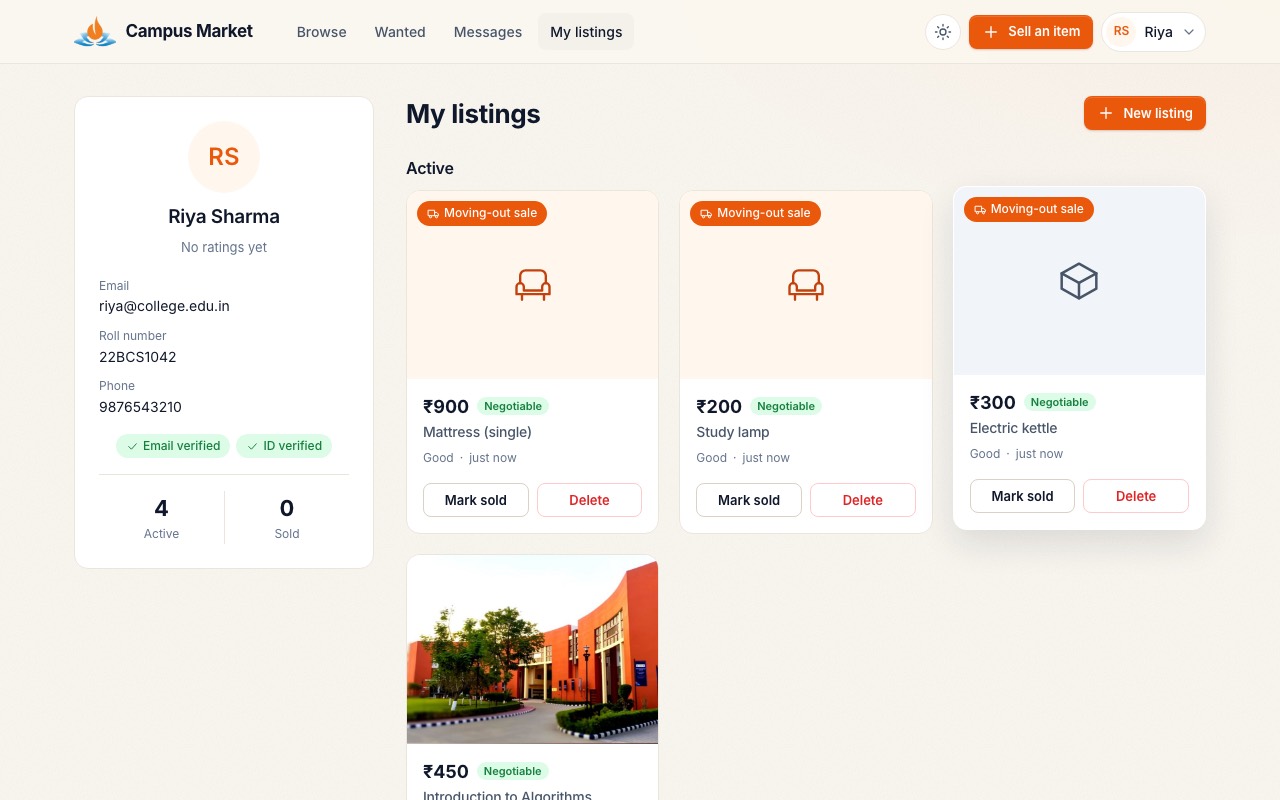 Campus Market
Browse
Wanted
Messages
My listings
Sell an item
RS
Riya
RS
Riya Sharma
No ratings yet
Email
riya@college.edu.in
Roll number
22BCS1042
Phone
9876543210
Email verified
ID verified
4
Active
0
Sold
My listings
New listing
Active
Moving-out sale
₹900 Negotiable
Mattress (single)
Good · just now
Mark sold
Delete
Moving-out sale
₹200 Negotiable
Study lamp
Good · just now
Mark sold
Delete
Moving-out sale
₹300 Negotiable
Electric kettle
Good · just now
Mark sold
Delete
₹450 Negotiable
Introduction to Algorithms